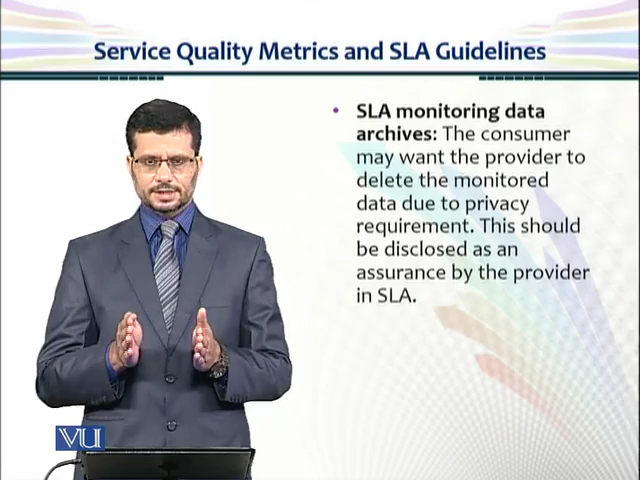 Service Quality Metrics and SLA Guidelines
• SLA monitoring data
archives: The consumer
may want the provider to
delete the monitored
data due to privacy
requirement. This should
be disclosed as an
assurance by the provider
in SLA.
VU